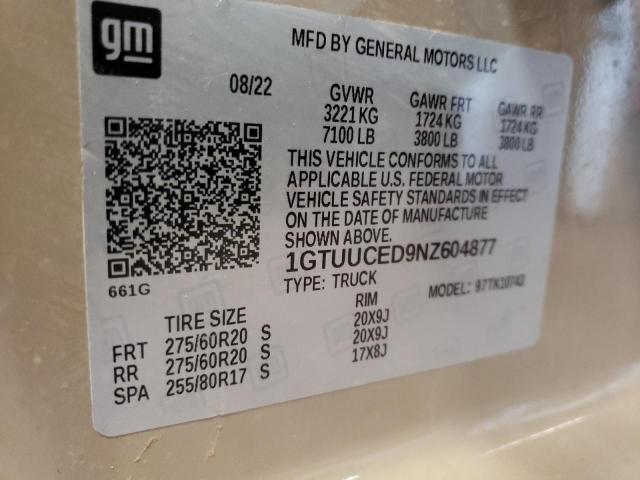 gm
MFD BY GENERAL MOTORS LLC
08/22
GVWR GAWR FRT GAWR RR
3221 KG 1724 KG 1724 KG
7100 LB 3800 LB 3800 LB
THIS VEHICLE CONFORMS TO ALL
APPLICABLE U.S. FEDERAL MOTOR
VEHICLE SAFETY STANDARDS IN EFFECT
ON THE DATE OF MANUFACTURE
SHOWN ABOVE.
1GTUUCED9NZ604877
661G
TYPE: TRUCK MODEL:
TIRE SIZE RIM
FRT 275/60R20 S 20X9J
RR 275/60R20 S 20X9J
SPA 255/80R17 S 17X8J